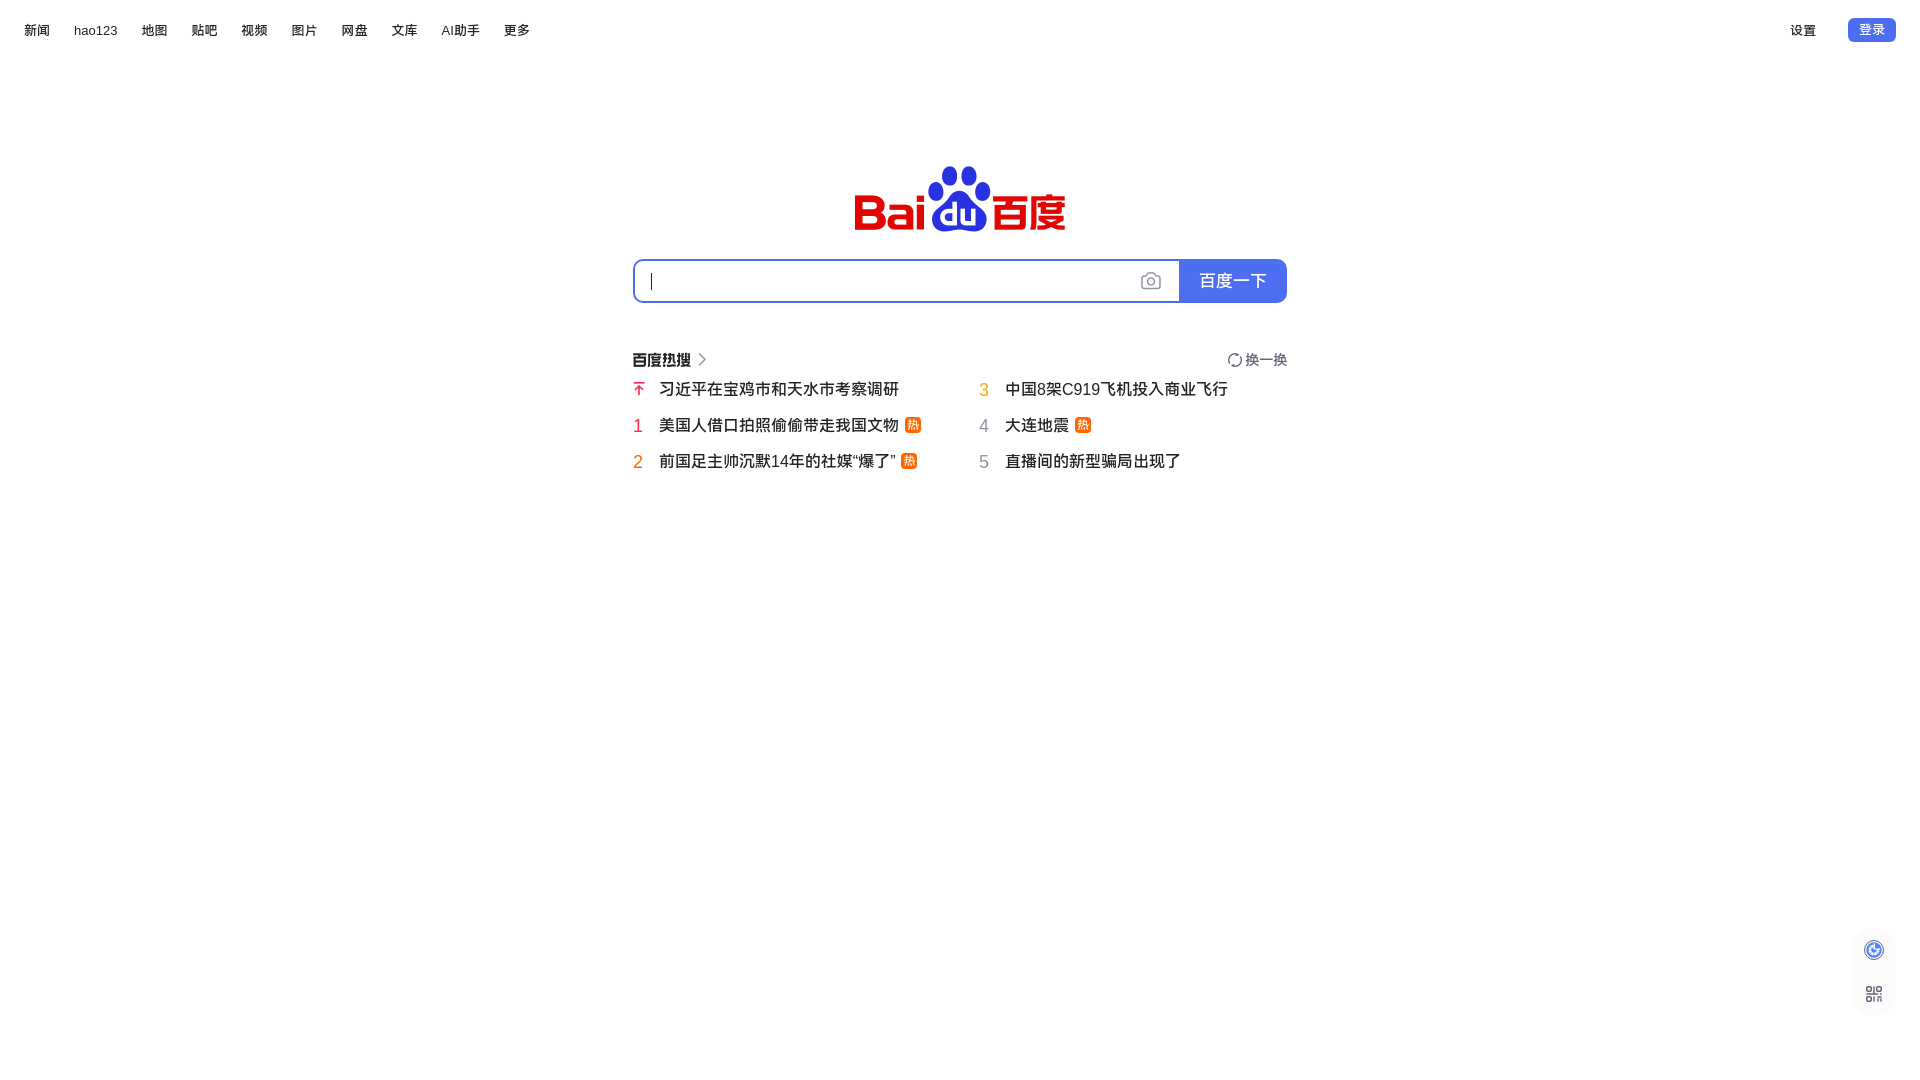 新闻 hao123 地图 贴吧 视频 图片 网盘 文库 AI助手 更多 设置 登录
Bai du 百度
百度一下
百度热搜 换一换
习近平在宝鸡市和天水市考察调研
1 美国人借口拍照偷偷带走我国文物 热
2 前国足主帅沉默14年的社媒“爆了” 热
3 中国8架C919飞机投入商业飞行
4 大连地震 热
5 直播间的新型骗局出现了